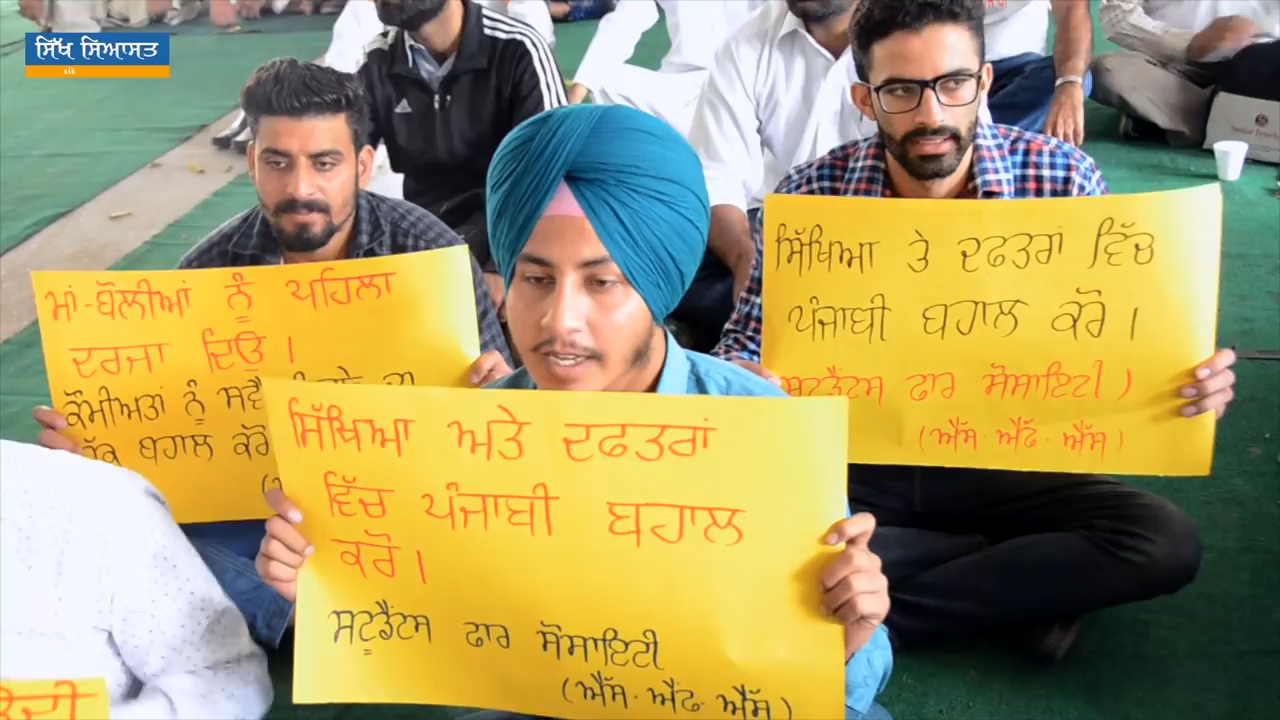 ਸਿੱਖ ਸਿਆਸਤ
ਮਾਂ-ਬੋਲੀਆਂ ਨੂੰ ਪਹਿਲਾ
ਦਰਜਾ ਦਿਓ।
ਕੌਮੀਅਤਾਂ ਨੂੰ
ਹੱਕ ਬਹਾਲ ਕਰੋ
ਸਿੱਖਿਆ ਅਤੇ ਦਫਤਰਾਂ
ਵਿੱਚ ਪੰਜਾਬੀ ਬਹਾਲ
ਕਰੋ।
ਸਟੂਡੈਂਟਸ ਫਾਰ ਸੋਸਾਇਟੀ
(ਐੱਸ.ਐਫ.ਐੱਸ)
ਸਿੱਖਿਆ ਤੇ ਦਫਤਰਾਂ ਵਿੱਚ
ਪੰਜਾਬੀ ਬਹਾਲ ਕਰੋ।
ਸਟੂਡੈਂਟਸ ਫਾਰ ਸੋਸਾਇਟੀ)
(ਐੱਸ.ਐੱਫ.ਐੱਸ)